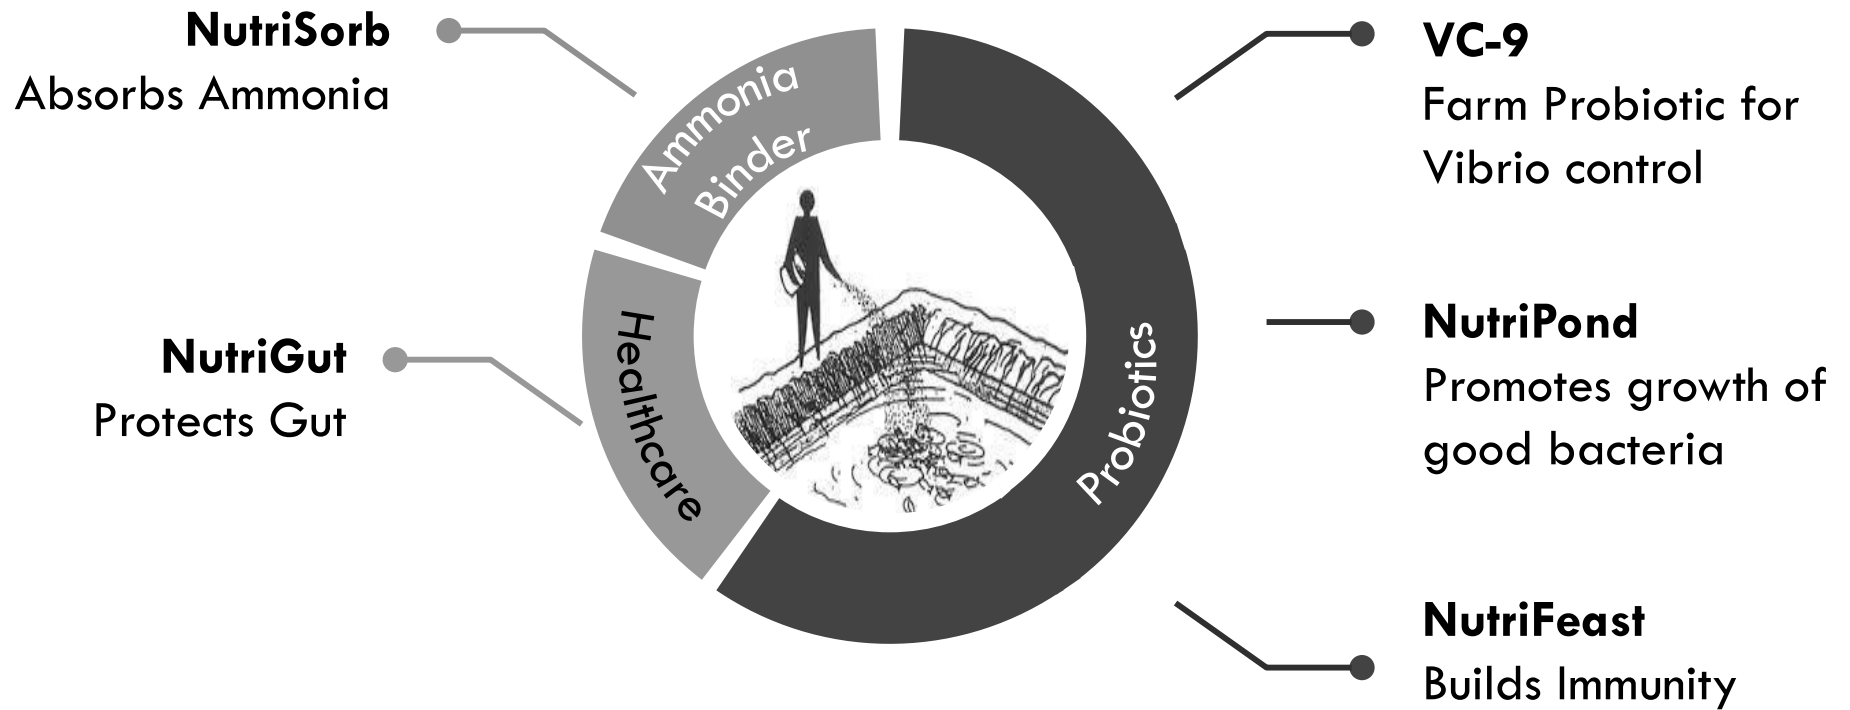 NutriSorb
Absorbs Ammonia
NutriGut
Protects Gut
Ammonia
Binder
Healthcare
Probiotics
VC-9
Farm Probiotic for
Vibrio control
NutriPond
Promotes growth of
good bacteria
NutriFeast
Builds Immunity